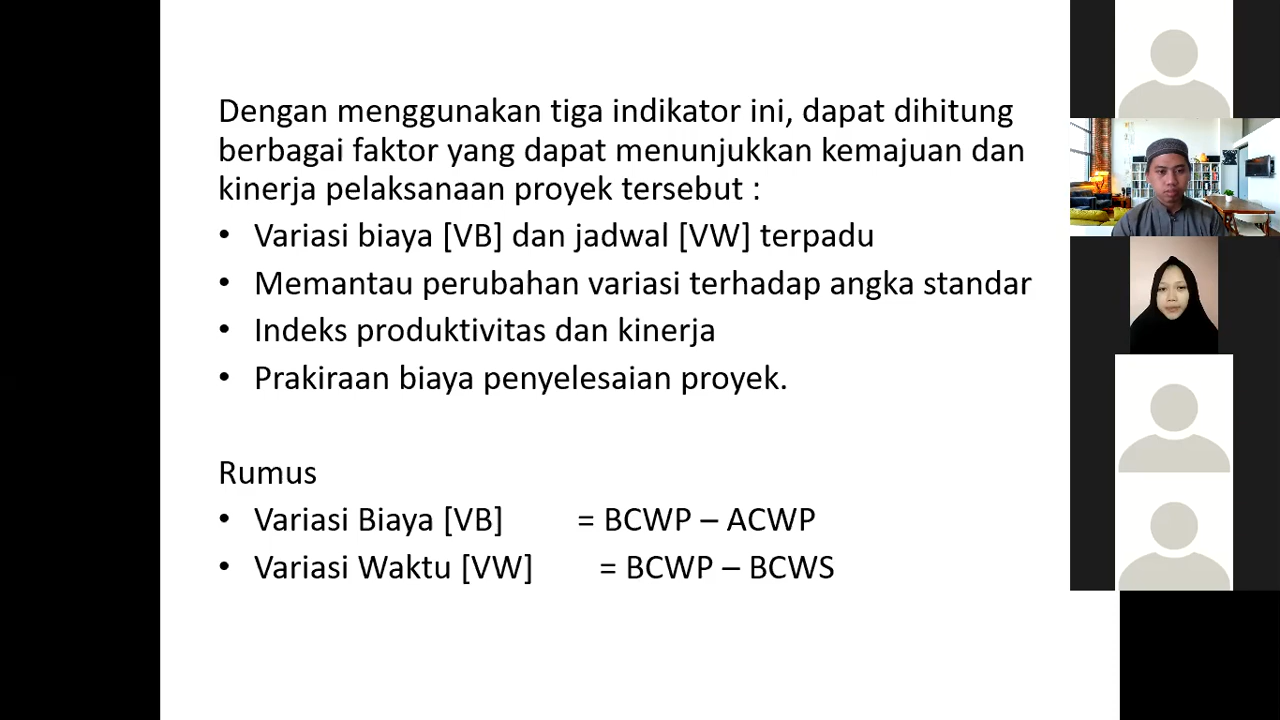 Dengan menggunakan tiga indikator ini, dapat dihitung
berbagai faktor yang dapat menunjukkan kemajuan dan
kinerja pelaksanaan proyek tersebut :
• Variasi biaya [VB] dan jadwal [VW] terpadu
• Memantau perubahan variasi terhadap angka standar
• Indeks produktivitas dan kinerja
• Prakiraan biaya penyelesaian proyek.
Rumus
• Variasi Biaya [VB] = BCWP – ACWP
• Variasi Waktu [VW] = BCWP – BCWS